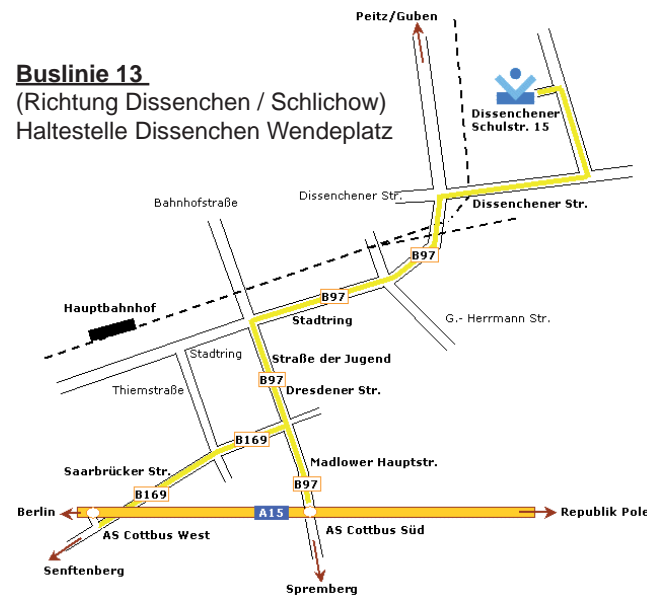 Peitz/Guben
Buslinie 13
(Richtung Dissenchen / Schlichow)
Haltestelle Dissenchen Wendeplatz
Dissenchener
Schulstr. 15
Bahnhofstraße
Dissenchener Str.
Dissenchener Str.
B97
B97
Hauptbahnhof
Stadtring
G.- Herrmann Str.
Stadtring
Straße der Jugend
B97
Dresdener Str.
Thiemstraße
B169
Saarbrücker Str.
Madlower Hauptstr.
B97
B169
Berlin
A15
Republik Pole
AS Cottbus West
AS Cottbus Süd
Senftenberg
Spremberg